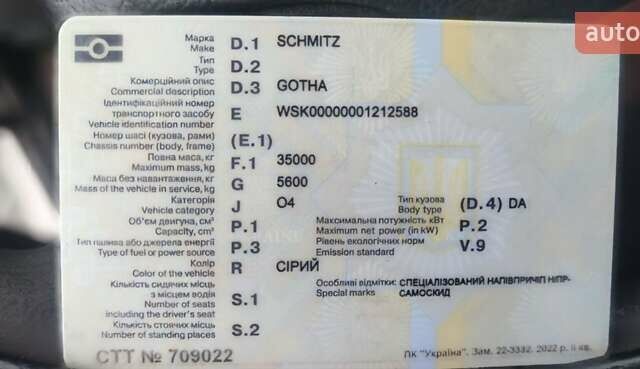 auto
Марка
Make D.1 SCHMITZ
Тип
Type D.2
Комерційний опис
Commercial description D.3 GOTHA
Ідентифікаційний номер
транспортного засобу
Vehicle identification number E WSK00000001212588
Номер шасі (кузова, рами)
Chassis number (body, frame) (E.1)
Повна маса, кг
Maximum mass, kg F.1 35000
Маса без навантаження, кг
Mass of the vehicle in service, kg G 5600
Категорія
Vehicle category J O4
Тип кузова
Body type (D.4) DA
Об'єм двигуна, см³
Capacity, cm³ P.1
Максимальна потужність кВт
Maximum net power (in kW) P.2
Тип палива або джерела енергії
Type of fuel or power source P.3
Рівень екологічних норм
Emission standard V.9
Колір
Color of the vehicle R СІРИЙ
Кількість сидячих місць
з місцем водія
Number of seats
including the driver's seat S.1
Особливі відмітки: СПЕЦІАЛІЗОВАНИЙ НАПІВПРИЧІП Н/ПР-
Special marks САМОСКИД
Кількість стоячих місць
Number of standing places S.2
СТТ № 709022
ПК "Україна". Зам. 22-3332. 2022 р. ІІ кв.